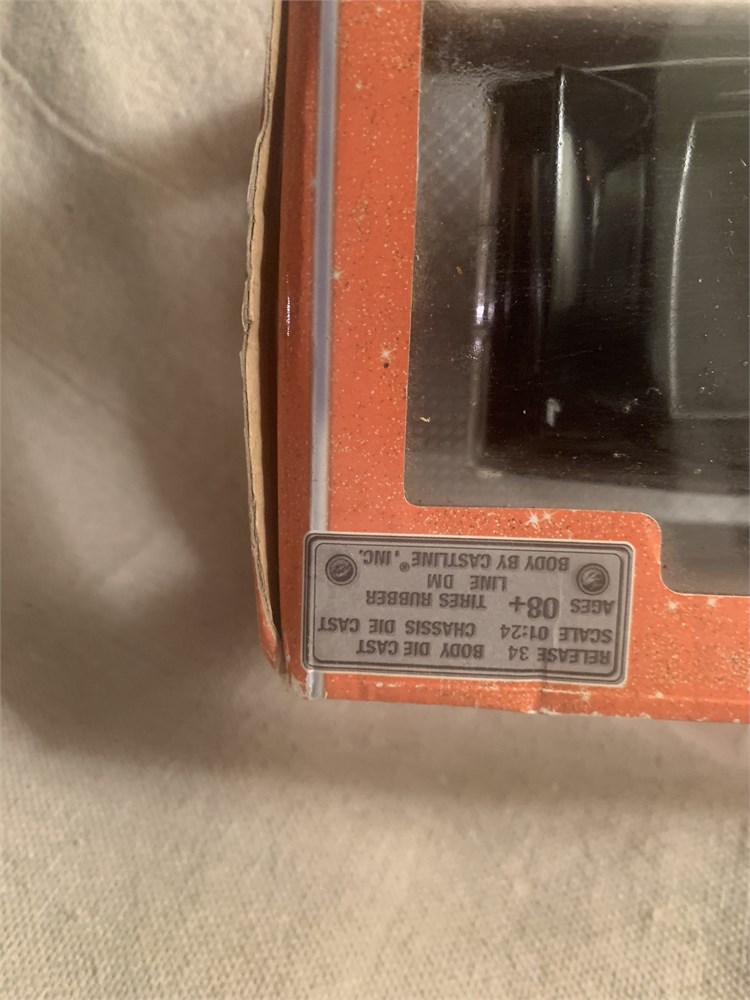 RELEASE 34 BODY DIE CAST
SCALE 01:24 CHASSIS DIE CAST
AGES 08+ TIRES RUBBER
LINE DM
BODY BY CASTLINE®, INC.